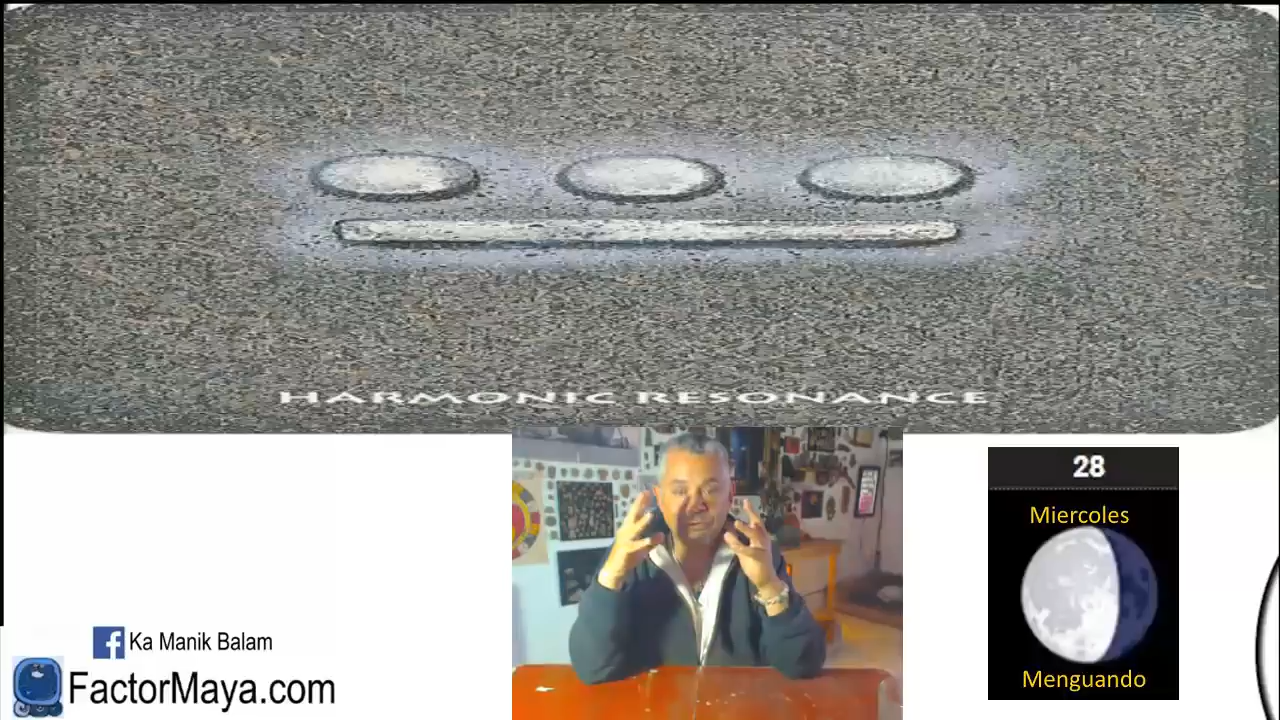 HARMONIC RESONANCE
28
Miercoles
Menguando
Ka Manik Balam
FactorMaya.com